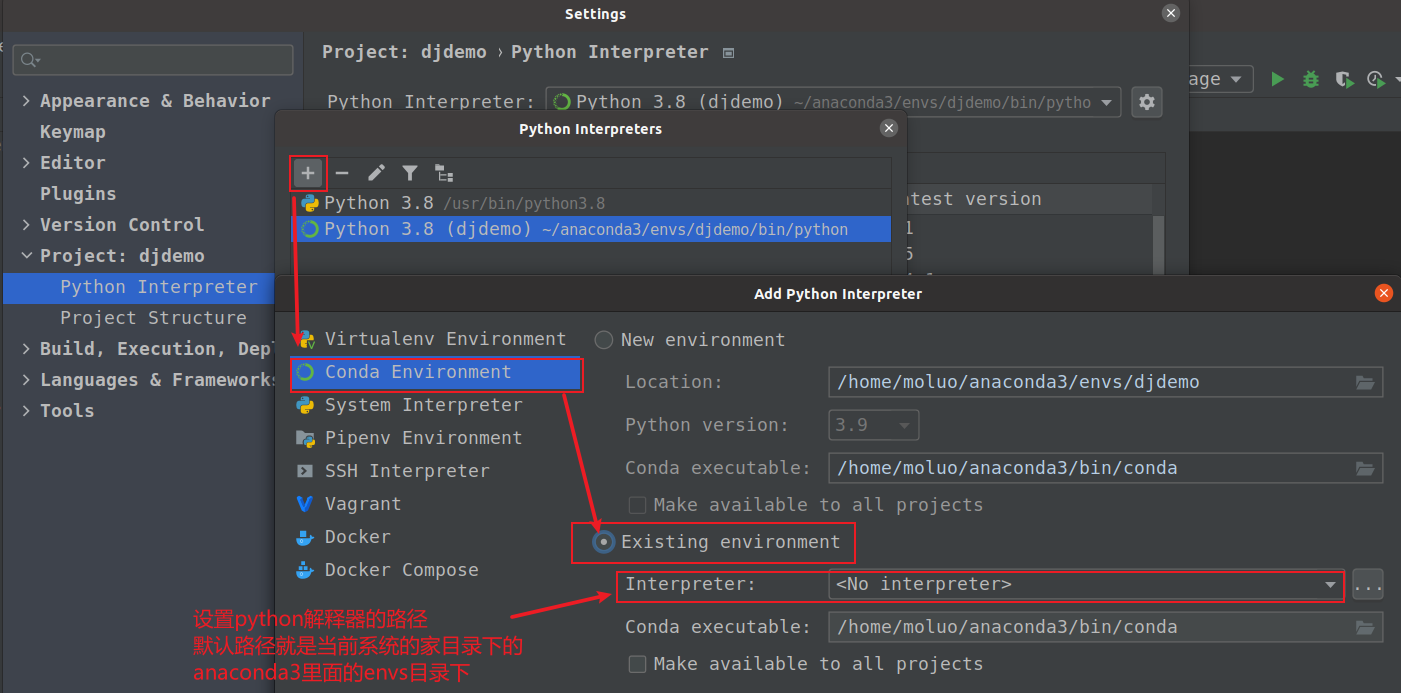 Settings
Project: djdemo › Python Interpreter
Appearance & Behavior
Keymap
Editor
Plugins
Version Control
Project: djdemo
Python Interpreter
Project Structure
Build, Execution, Depl
Languages & Frameworks
Tools
Python Interpreter: Python 3.8 (djdemo) ~/anaconda3/envs/djdemo/bin/pytho
age
Python Interpreters
Python 3.8 /usr/bin/python3.8
Python 3.8 (djdemo) ~/anaconda3/envs/djdemo/bin/python
atest version
Add Python Interpreter
Virtualenv Environment
Conda Environment
System Interpreter
Pipenv Environment
SSH Interpreter
Vagrant
Docker
Docker Compose
New environment
Location: /home/moluo/anaconda3/envs/djdemo
Python version: 3.9
Conda executable: /home/moluo/anaconda3/bin/conda
Make available to all projects
Existing environment
Interpreter: <No interpreter> ...
Conda executable: /home/moluo/anaconda3/bin/conda
Make available to all projects
设置python解释器的路径
默认路径就是当前系统的家目录下的
anaconda3里面的envs目录下